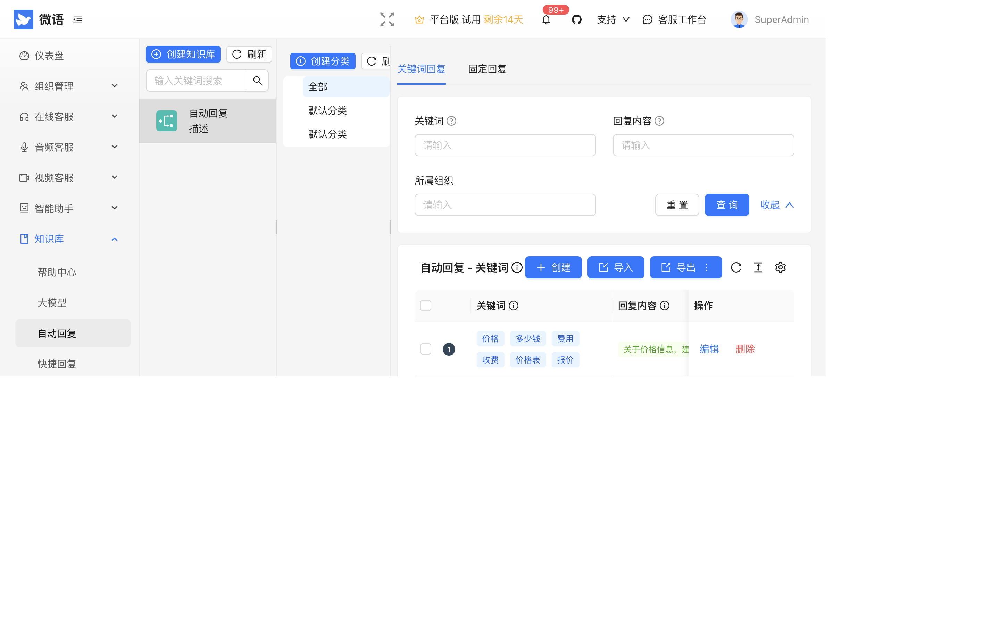 微语
平台版 试用 剩余14天
99+
支持
客服工作台
SuperAdmin
仪表盘
组织管理
在线客服
音频客服
视频客服
智能助手
知识库
帮助中心
大模型
自动回复
快捷回复
创建知识库
刷新
输入关键词搜索
自动回复
描述
创建分类
刷
全部
默认分类
默认分类
关键词回复 固定回复
关键词 回复内容
请输入 请输入
所属组织
请输入 重 置 查 询 收起
自动回复 - 关键词 创建 导入 导出
关键词 回复内容 操作
1
价格 多少钱 费用
收费 价格表 报价
关于价格信息，建
编辑 删除